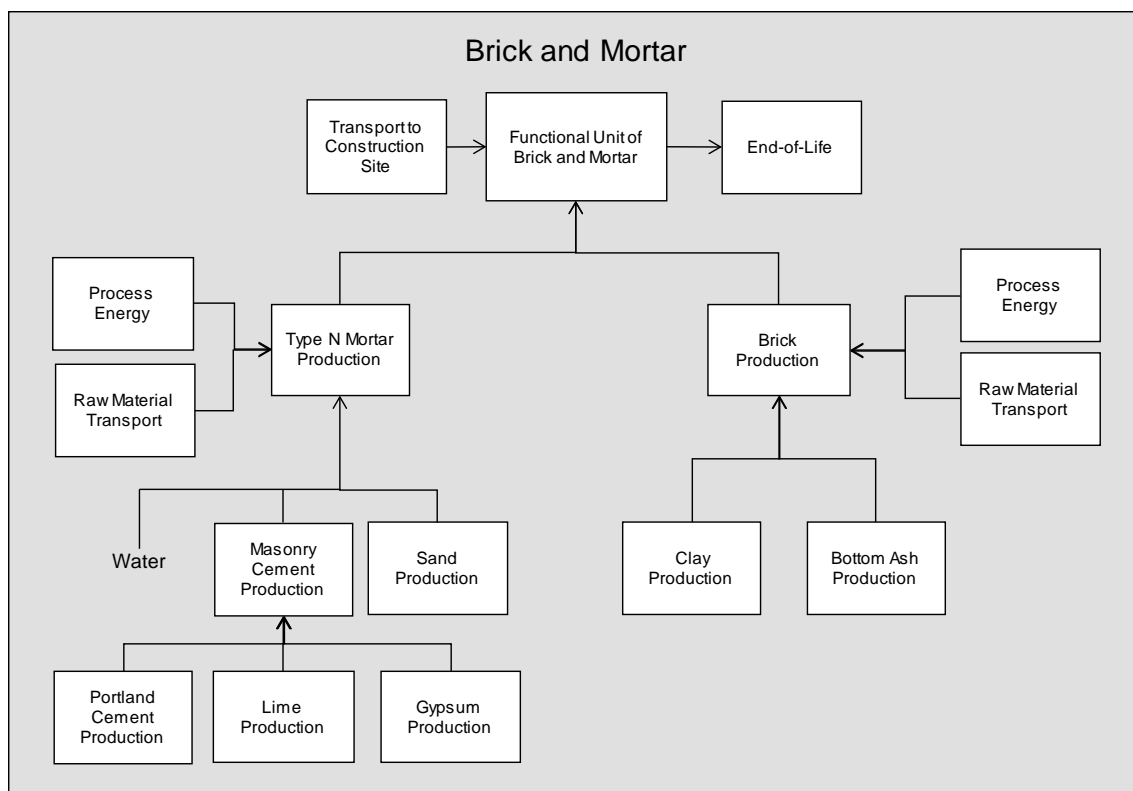 Brick and Mortar
Transport to
Construction
Site
Functional Unit of
Brick and Mortar
End-of-Life
Process
Energy
Raw Material
Transport
Type N Mortar
Production
Brick
Production
Process
Energy
Raw Material
Transport
Water
Masonry
Cement
Production
Sand
Production
Clay
Production
Bottom Ash
Production
Portland
Cement
Production
Lime
Production
Gypsum
Production